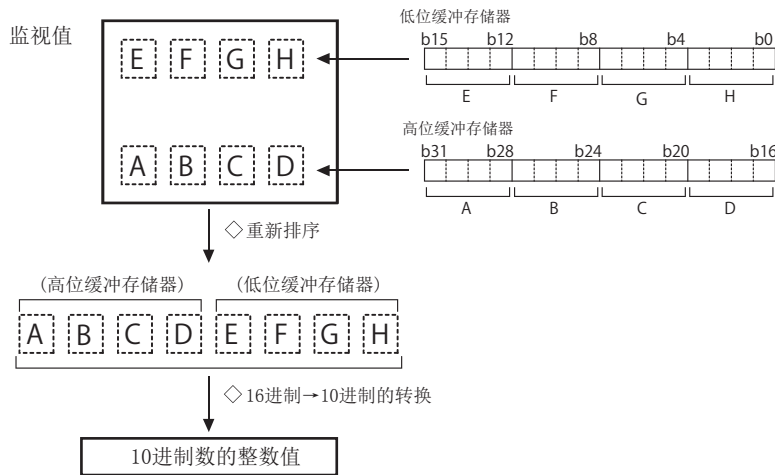 监视值
E F G H
A B C D
低位缓冲存储器
b15 b12 b8 b4 b0
E F G H
高位缓冲存储器
b31 b28 b24 b20 b16
A B C D
◇重新排序
(高位缓冲存储器) (低位缓冲存储器)
A B C D E F G H
◇16进制→10进制的转换
10进制数的整数值